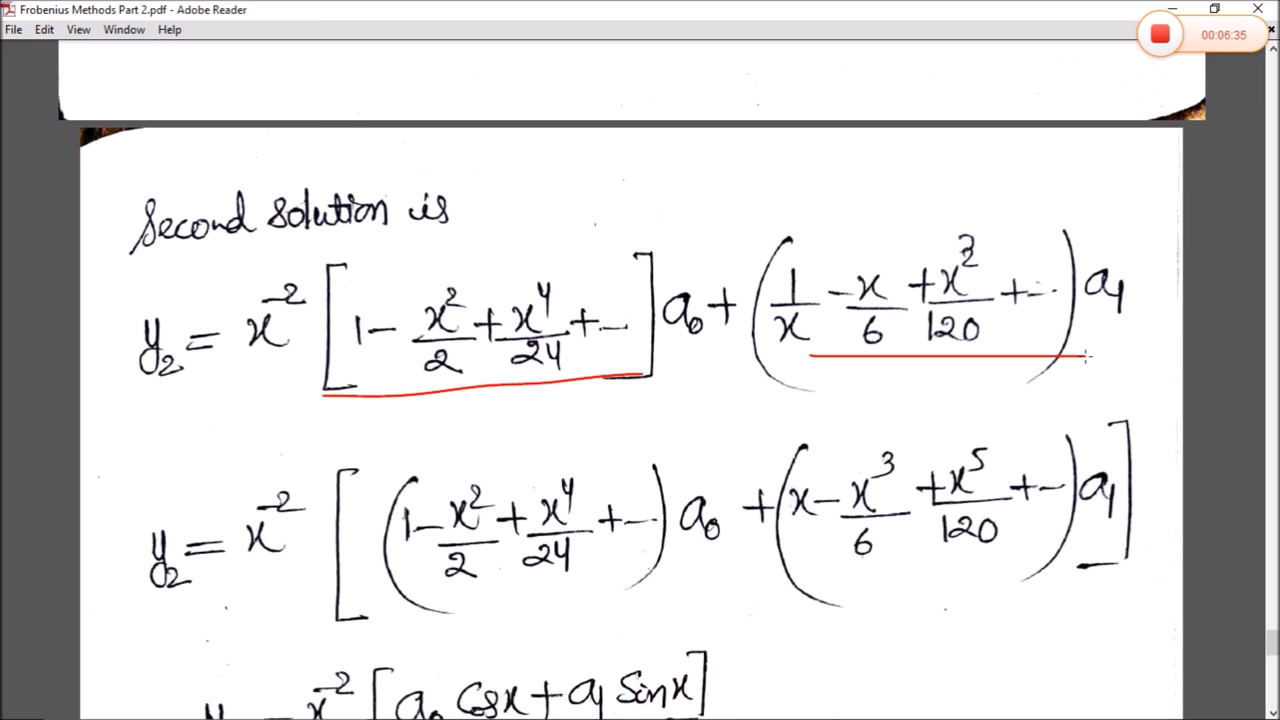 Frobenius Methods Part 2.pdf - Adobe Reader
File Edit View Window Help
00:06:35
Second solution is
y₂ = x⁻² [1 - x²/2 + x⁴/24 + --] a₀ + (1/x - x/6 + x³/120 + --) a₁
y₂ = x⁻² [(1 - x²/2 + x⁴/24 + --) a₀ + (x - x³/6 + x⁵/120 + --) a₁]
x⁻² [a₀ Cosx + a₁ Sinx]